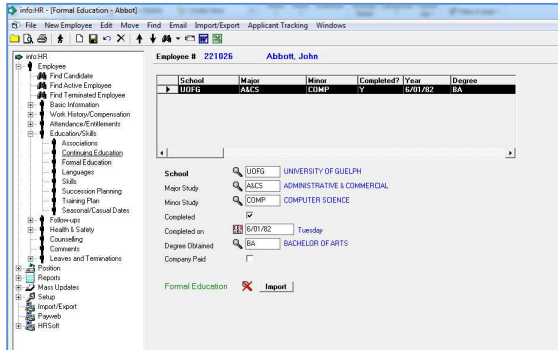 info:HR - [Formal Education - Abbot]
File New Employee Edit Move Find Email Import/Export Applicant Tracking Windows
info:HR
Employee
Find Candidate
Find Active Employee
Find Terminated Employee
Basic Information
Work History/Compensation
Attendance/Entitlements
Education/Skills
Associations
Continuing Education
Formal Education
Languages
Skills
Succession Planning
Training Plan
Seasonal/Casual Dates
Follow-ups
Health & Safety
Counselling
Comments
Leaves and Terminations
Position
Reports
Mass Updates
Setup
Import/Export
Payweb
HRSoft
Employee # 221026 Abbott, John
School Major Minor Completed? Year Degree
UOFG A&CS COMP Y 6/01/82 BA
School UOFG UNIVERSITY OF GUELPH
Major Study A&CS ADMINISTRATIVE & COMMERCIAL
Minor Study COMP COMPUTER SCIENCE
Completed
Completed on 6/01/82 Tuesday
Degree Obtained BA BACHELOR OF ARTS
Company Paid
Formal Education Import